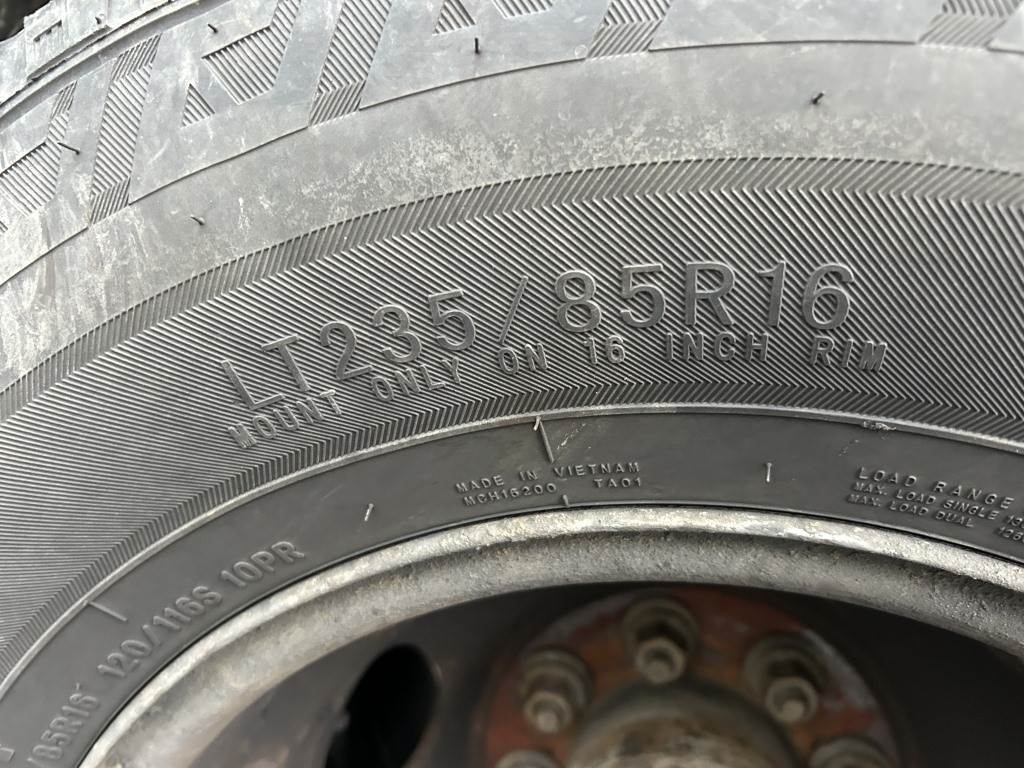 LT235/85R16
MOUNT ONLY ON 16 INCH RIM
MADE IN VIETNAM
MCH16200 TA01
LOAD RANGE
MAX. LOAD SINGLE
MAX. LOAD DUAL
/85R16 120/116S 10PR